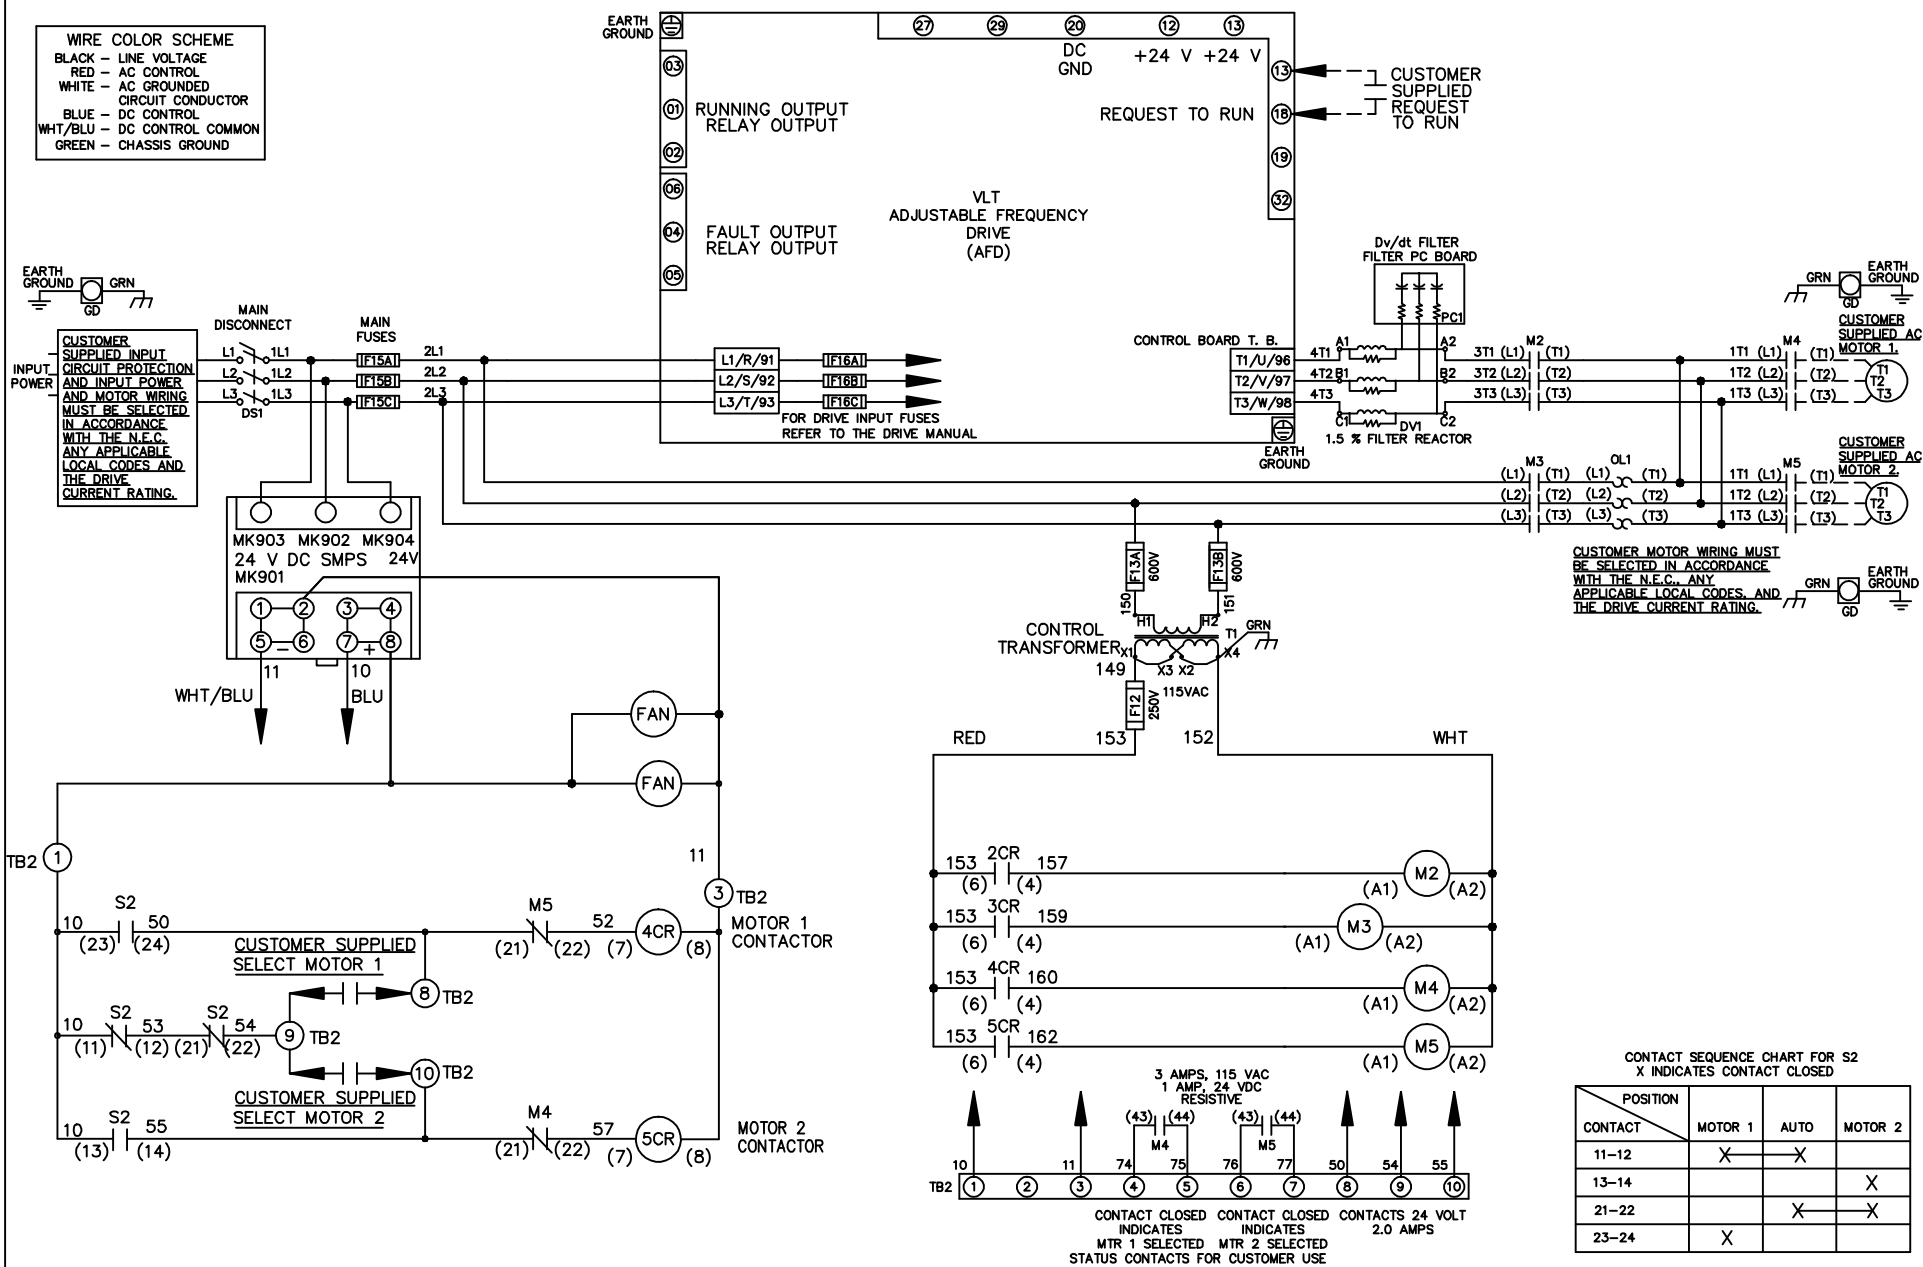 WIRE COLOR SCHEME
BLACK – LINE VOLTAGE
RED – AC CONTROL
WHITE – AC GROUNDED
CIRCUIT CONDUCTOR
BLUE – DC CONTROL
WHT/BLU – DC CONTROL COMMON
GREEN – CHASSIS GROUND
EARTH
GROUND
27 29 20 12 13
DC
GND
+24 V +24 V
03
01
02
RUNNING OUTPUT
RELAY OUTPUT
06
04
05
FAULT OUTPUT
RELAY OUTPUT
REQUEST TO RUN
13
18
19
32
CUSTOMER
SUPPLIED
REQUEST
TO RUN
VLT
ADJUSTABLE FREQUENCY
DRIVE
(AFD)
Dv/dt FILTER
FILTER PC BOARD
PC1
EARTH
GROUND
GRN
GD
INPUT
POWER
CUSTOMER
SUPPLIED INPUT
CIRCUIT PROTECTION
AND INPUT POWER
AND MOTOR WIRING
MUST BE SELECTED
IN ACCORDANCE
WITH THE N.E.C.
ANY APPLICABLE
LOCAL CODES AND
THE DRIVE
CURRENT RATING.
MAIN
DISCONNECT
L1 1L1
L2 1L2
L3 1L3
DS1
MAIN
FUSES
F15A 2L1
F15B 2L2
F15C 2L3
L1/R/91 F16A
L2/S/92 F16B
L3/T/93 F16C
FOR DRIVE INPUT FUSES
REFER TO THE DRIVE MANUAL
CONTROL BOARD T. B.
T1/U/96 4T1 A1 A2
T2/V/97 4T2 B1 B2
T3/W/98 4T3 C1 C2
DV1
1.5 % FILTER REACTOR
EARTH
GROUND
M2
3T1 (L1) (T1)
3T2 (L2) (T2)
3T3 (L3) (T3)
GRN
GD
EARTH
GROUND
CUSTOMER
SUPPLIED AC
MOTOR 1.
M4
1T1 (L1) (T1)
1T2 (L2) (T2)
1T3 (L3) (T3)
T1
T2
T3
M3 OL1
(L1) (T1) (L1) (T1)
(L2) (T2) (L2) (T2)
(L3) (T3) (L3) (T3)
CUSTOMER
SUPPLIED AC
MOTOR 2.
M5
1T1 (L1) (T1)
1T2 (L2) (T2)
1T3 (L3) (T3)
T1
T2
T3
CUSTOMER MOTOR WIRING MUST
BE SELECTED IN ACCORDANCE
WITH THE N.E.C., ANY
APPLICABLE LOCAL CODES, AND
THE DRIVE CURRENT RATING.
GRN
GD
EARTH
GROUND
MK903 MK902 MK904
24 V DC SMPS 24V
MK901
1 2 3 4
5 – 6 7 + 8
11 10
WHT/BLU BLU
F13A 600V F13B 600V
150 151
H1 H2
CONTROL
TRANSFORMER
T1
GRN
X1 X3 X2 X4
149
115VAC
F12 250V
153 152
RED WHT
FAN
FAN
TB2 1
11
3 TB2
10 S2 50
(23) (24)
M5
(21) (22)
52
(7) 4CR (8)
MOTOR 1
CONTACTOR
CUSTOMER SUPPLIED
SELECT MOTOR 1
8 TB2
10 S2 53 S2 54
(11) (12) (21) (22)
9 TB2
10 TB2
CUSTOMER SUPPLIED
SELECT MOTOR 2
10 S2 55
(13) (14)
M4
(21) (22)
57
(7) 5CR (8)
MOTOR 2
CONTACTOR
153 2CR 157
(6) (4)
(A1) M2 (A2)
153 3CR 159
(6) (4)
(A1) M3 (A2)
153 4CR 160
(6) (4)
(A1) M4 (A2)
153 5CR 162
(6) (4)
(A1) M5 (A2)
3 AMPS, 115 VAC
1 AMP, 24 VDC
RESISTIVE
(43) (44) (43) (44)
M4 M5
10 11 74 75 76 77 50 54 55
TB2 1 2 3 4 5 6 7 8 9 10
CONTACT CLOSED
INDICATES
MTR 1 SELECTED
CONTACT CLOSED
INDICATES
MTR 2 SELECTED
STATUS CONTACTS FOR CUSTOMER USE
CONTACTS 24 VOLT
2.0 AMPS
CONTACT SEQUENCE CHART FOR S2
X INDICATES CONTACT CLOSED
POSITION
CONTACT MOTOR 1 AUTO MOTOR 2
11–12 X X
13–14 X
21–22 X X
23–24 X